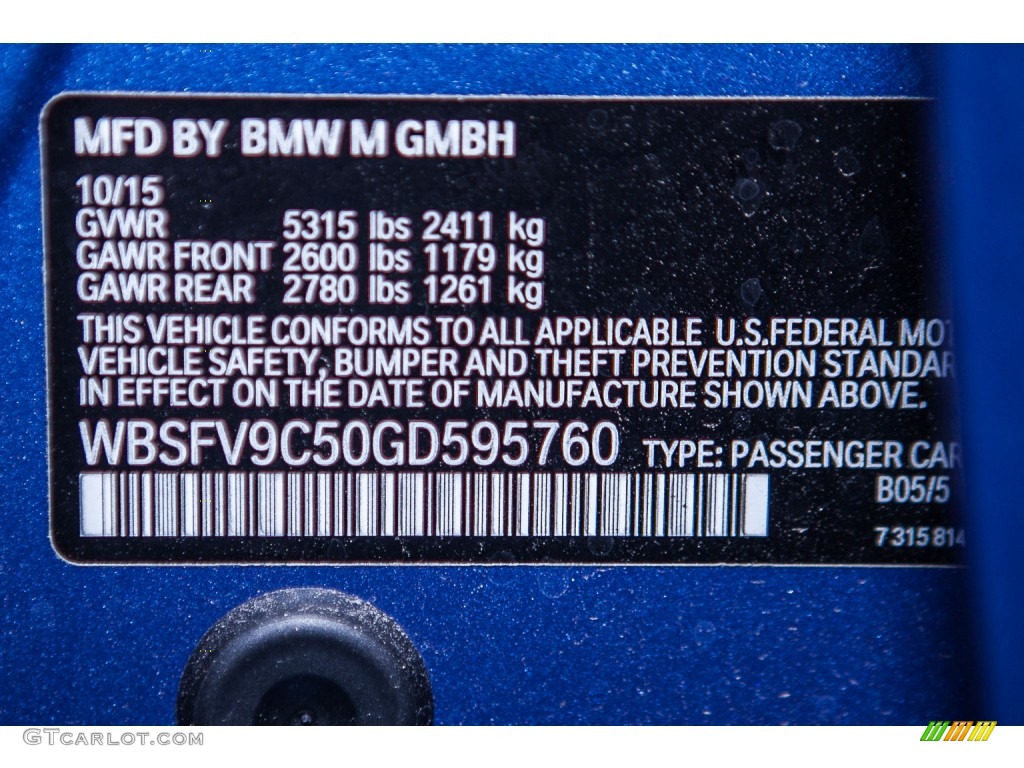 MFD BY BMW M GMBH
10/15
GVWR 5315 lbs 2411 kg
GAWR FRONT 2600 lbs 1179 kg
GAWR REAR 2780 lbs 1261 kg
THIS VEHICLE CONFORMS TO ALL APPLICABLE U.S.FEDERAL MOT
VEHICLE SAFETY, BUMPER AND THEFT PREVENTION STANDAR
IN EFFECT ON THE DATE OF MANUFACTURE SHOWN ABOVE.
WBSFV9C50GD595760 TYPE: PASSENGER CAR
B05/5
7 315 814
GTCarLot.com